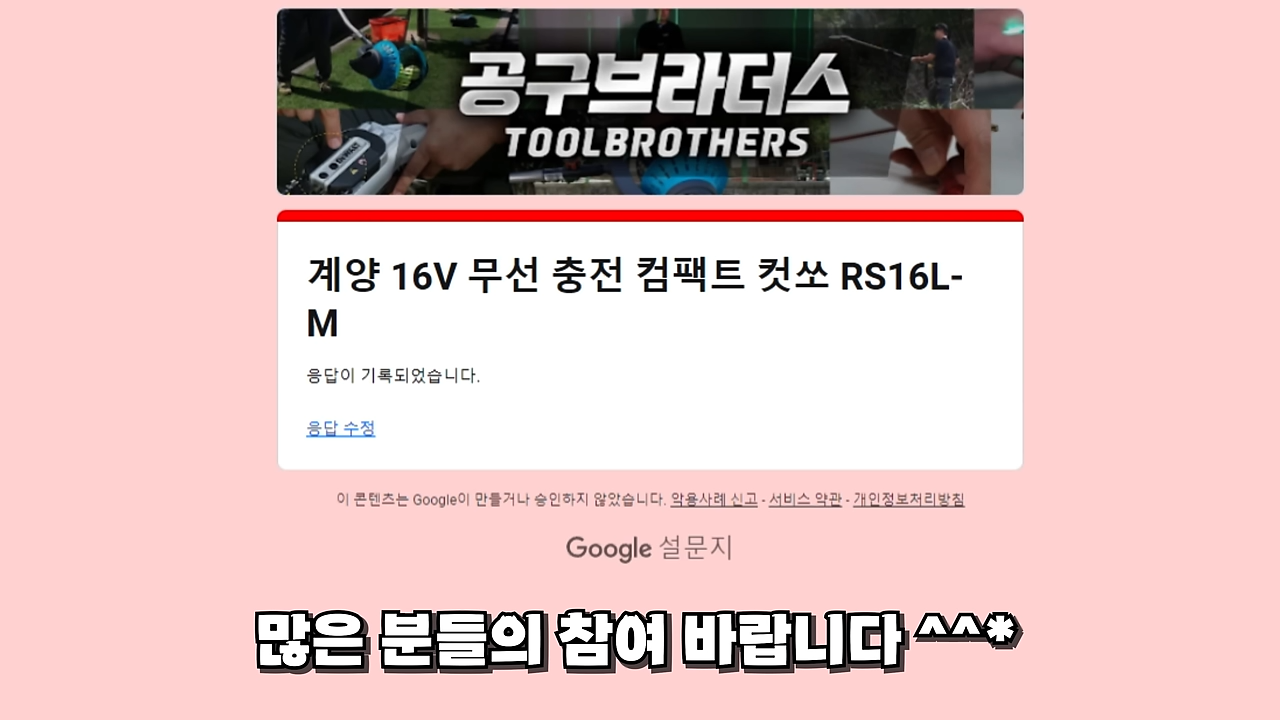 공구브라더스
TOOLBROTHERS
계양 16V 무선 충전 컴팩트 컷쏘 RS16L-
M
응답이 기록되었습니다.
응답 수정
이 콘텐츠는 Google이 만들거나 승인하지 않았습니다. 악용사례 신고 - 서비스 약관 - 개인정보처리방침
Google 설문지
많은 분들의 참여 바랍니다 ^^*